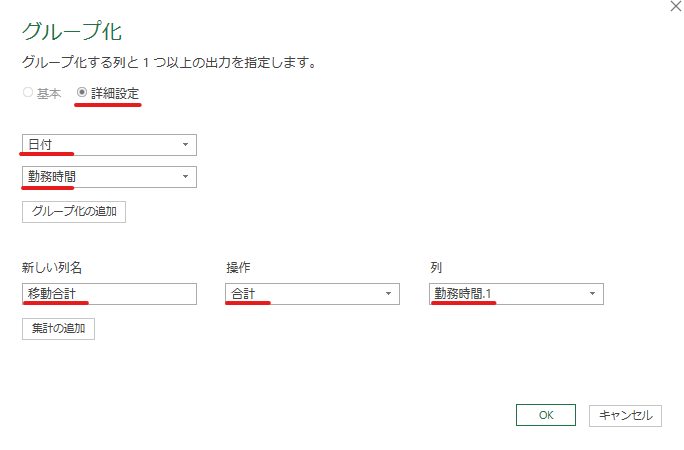 グループ化
グループ化する列と 1 つ以上の出力を指定します。
基本 詳細設定
日付
勤務時間
グループ化の追加
新しい列名 操作 列
移動合計 合計 勤務時間.1
集計の追加
OK キャンセル